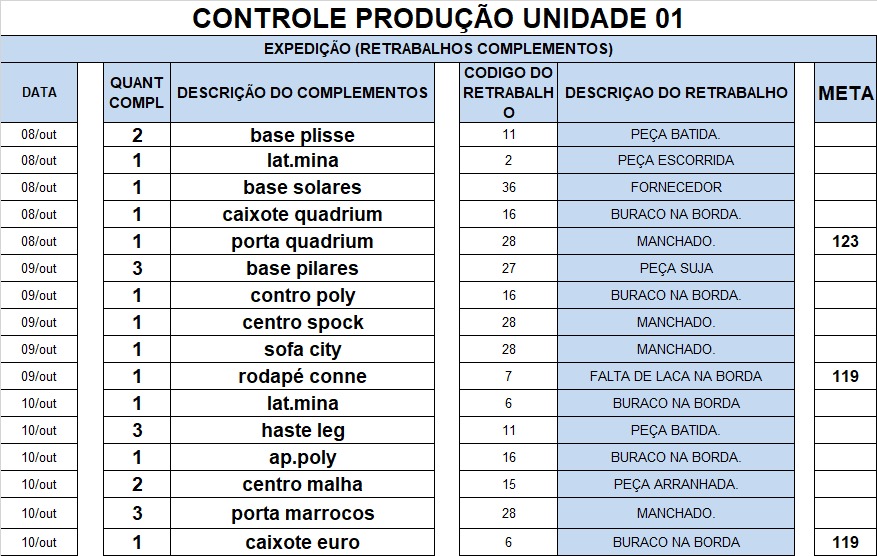 CONTROLE PRODUÇÃO UNIDADE 01
EXPEDIÇÃO (RETRABALHOS COMPLEMENTOS)
DATA QUANT COMPL DESCRIÇÃO DO COMPLEMENTOS CODIGO DO RETRABALHO DESCRIÇAO DO RETRABALHO META
08/out 2 base plisse 11 PEÇA BATIDA.
08/out 1 lat.mina 2 PEÇA ESCORRIDA
08/out 1 base solares 36 FORNECEDOR
08/out 1 caixote quadrium 16 BURACO NA BORDA.
08/out 1 porta quadrium 28 MANCHADO. 123
09/out 3 base pilares 27 PEÇA SUJA
09/out 1 contro poly 16 BURACO NA BORDA.
09/out 1 centro spock 28 MANCHADO.
09/out 1 sofa city 28 MANCHADO.
09/out 1 rodapé conne 7 FALTA DE LACA NA BORDA 119
10/out 1 lat.mina 6 BURACO NA BORDA
10/out 3 haste leg 11 PEÇA BATIDA.
10/out 1 ap.poly 16 BURACO NA BORDA.
10/out 2 centro malha 15 PEÇA ARRANHADA.
10/out 3 porta marrocos 28 MANCHADO.
10/out 1 caixote euro 6 BURACO NA BORDA 119